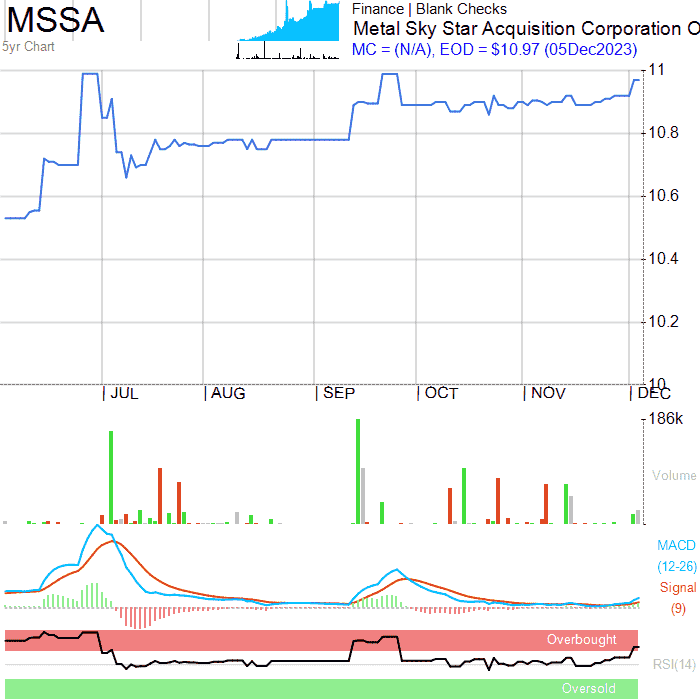 MSSA
5yr Chart
Finance | Blank Checks
Metal Sky Star Acquisition Corporation O
MC = (N/A), EOD = $10.97 (05Dec2023)
11
10.8
10.6
10.4
10.2
10
JUL AUG SEP OCT NOV DEC
186k
Volume
MACD
(12-26)
Signal
(9)
Overbought
RSI(14)
Oversold